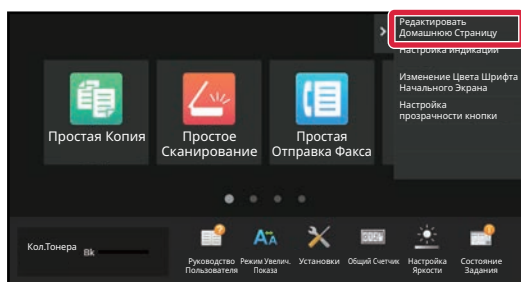 Редактировать
Домашнюю Страницу
Настройка индикации
Изменение Цвета Шрифта
Начального Экрана
Настройка
прозрачности кнопки
Простая Копия
Простое
Сканирование
Простая
Отправка Факса
Кол.Тонера
Bk
Руководство
Пользователя
Режим Увелич.
Показа
Установки
Общий Счетчик
Настройка
Яркости
Состояние
Задания